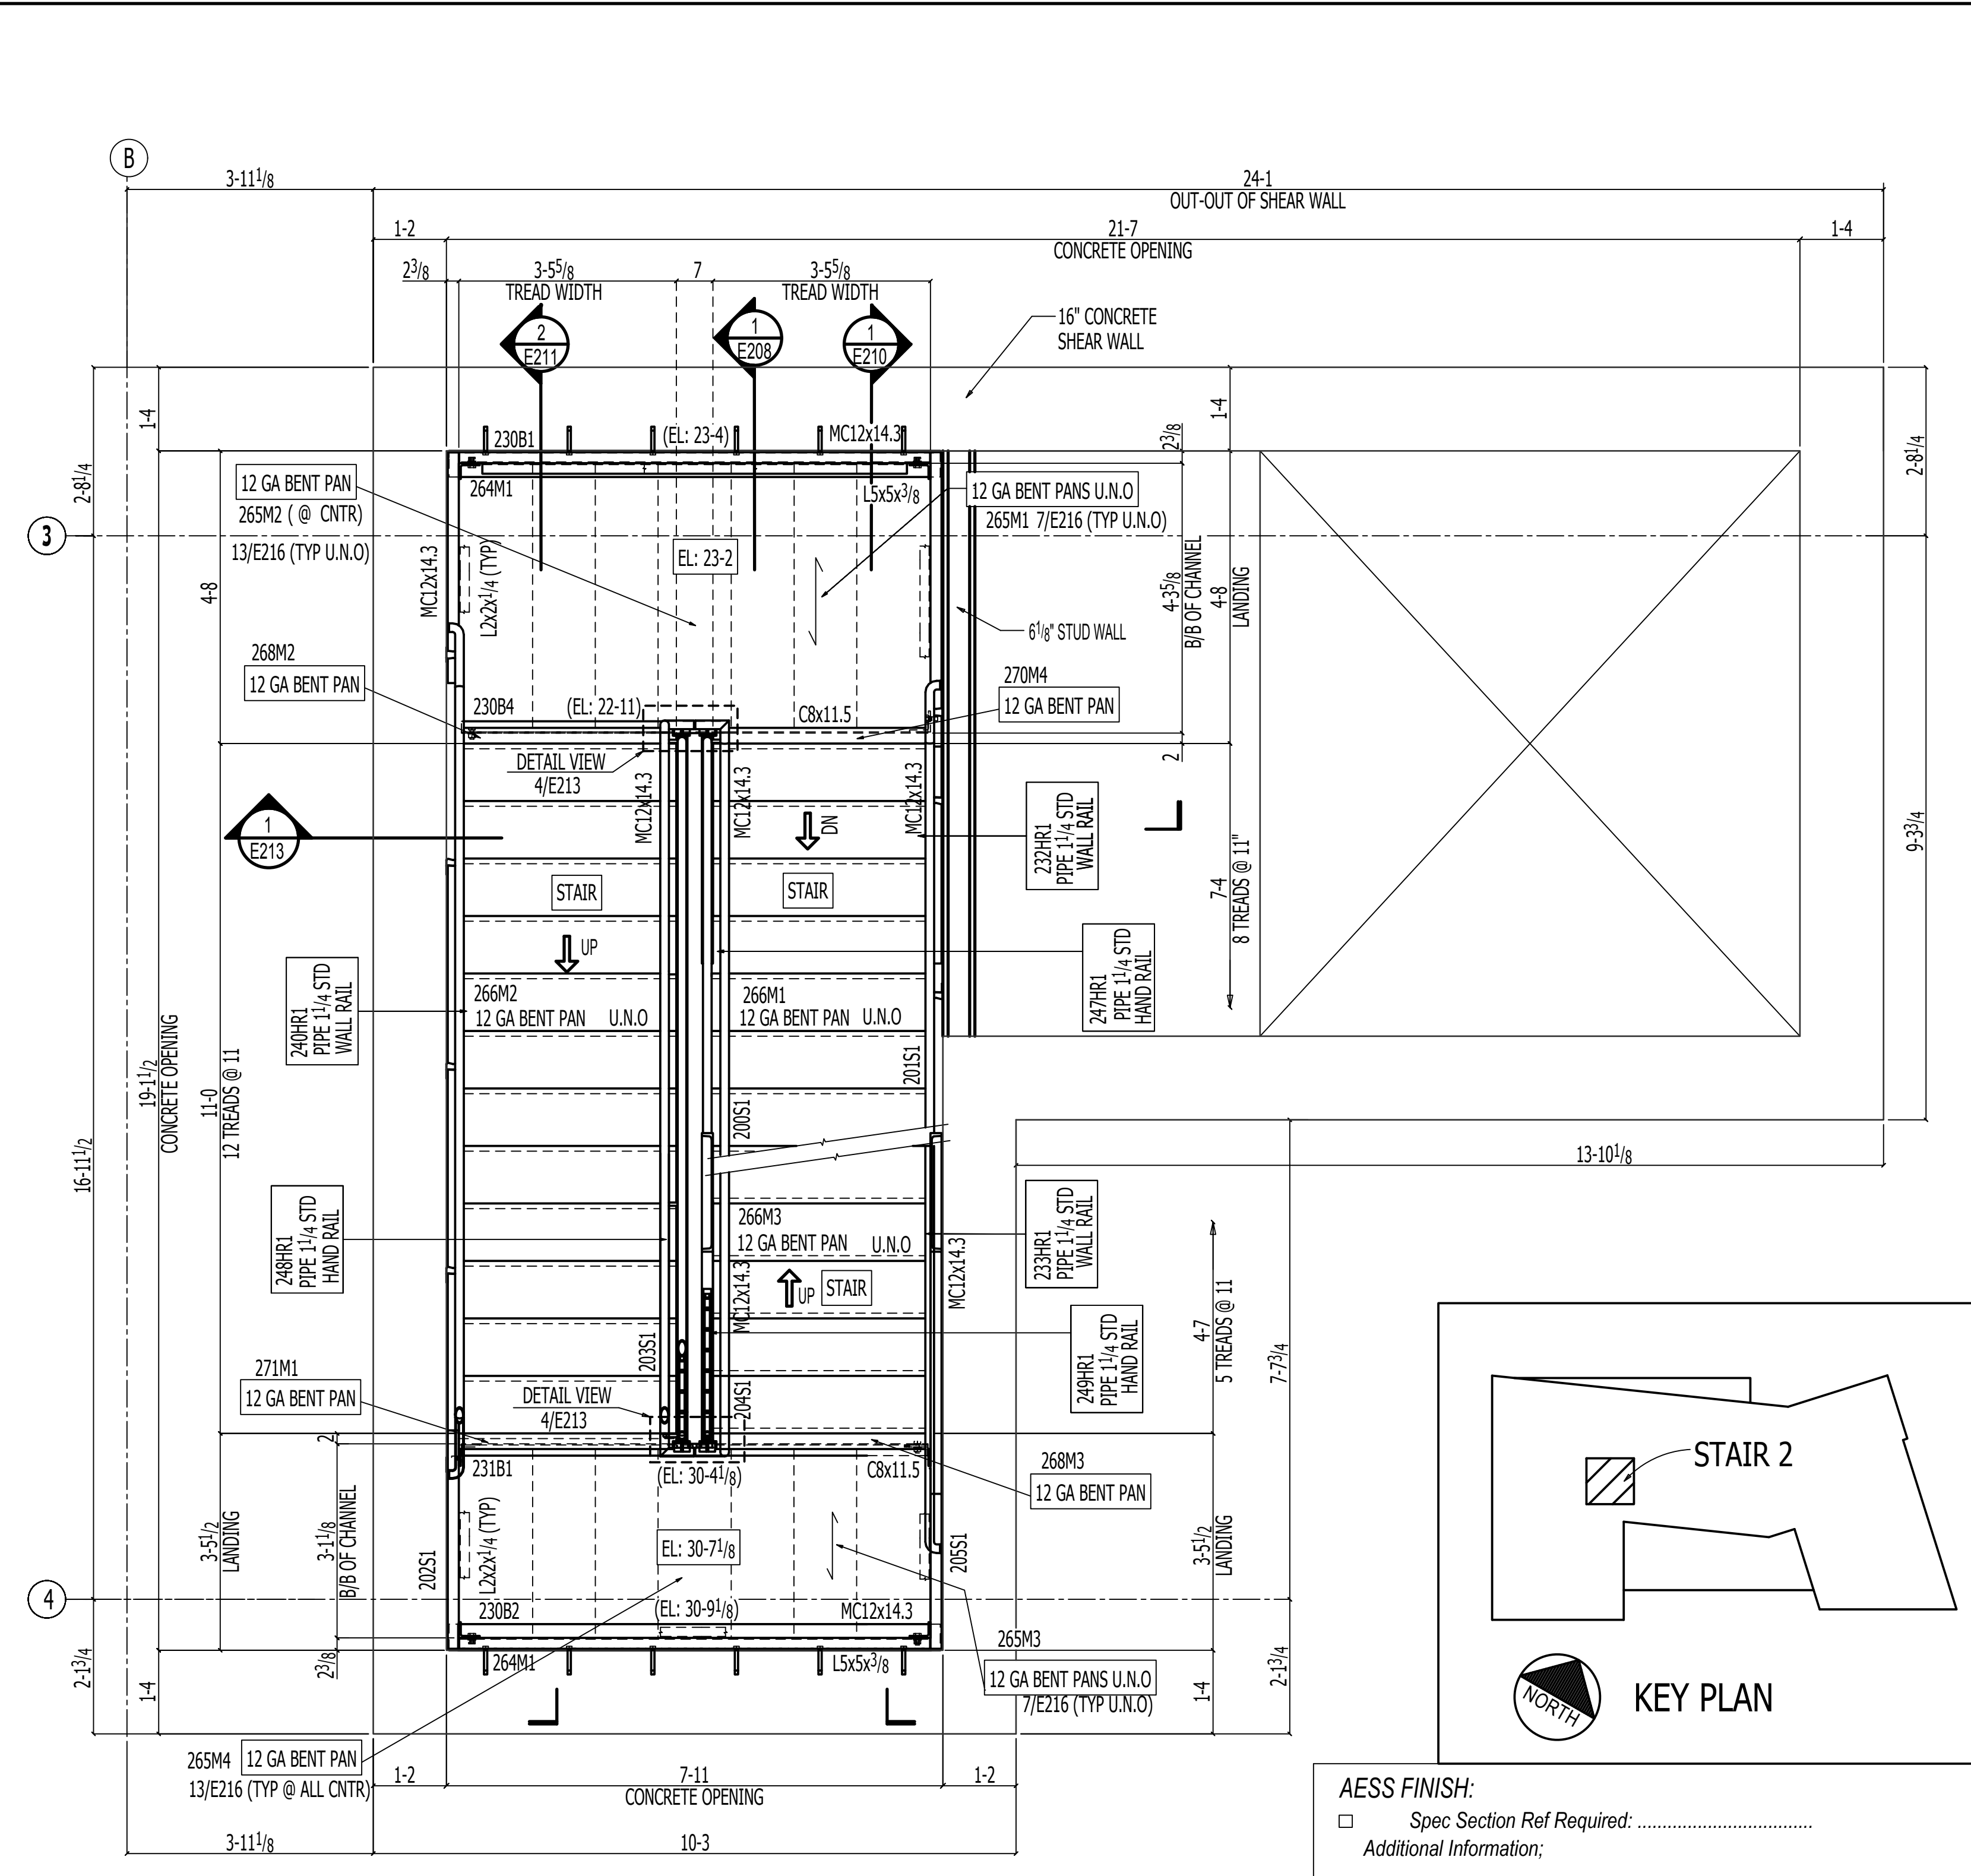 B
3-11 1/8
24-1
OUT-OUT OF SHEAR WALL
1-2
21-7
CONCRETE OPENING
1-4
2 3/8
3-5 5/8
TREAD WIDTH
7
3-5 5/8
TREAD WIDTH
16" CONCRETE
SHEAR WALL
2
E211
1
E208
1
E210
1-4
1-4
2 3/8
2-8 1/4
2-8 1/4
230B1
(EL: 23-4)
MC12x14.3
12 GA BENT PAN
265M2 ( @ CNTR)
13/E216 (TYP U.N.O)
264M1
L5x5x3/8
12 GA BENT PANS U.N.O
265M1 7/E216 (TYP U.N.O)
3
MC12x14.3
L2x2x1/4 (TYP)
EL: 23-2
4-8
4-3 5/8
B/B OF CHANNEL
4-8
LANDING
6 1/8" STUD WALL
268M2
12 GA BENT PAN
230B4
(EL: 22-11)
C8x11.5
270M4
12 GA BENT PAN
2
DETAIL VIEW
4/E213
MC12x14.3
MC12x14.3
MC12x14.3
DN
1
E213
232HR1
PIPE 1 1/4 STD
WALL RAIL
7-4
8 TREADS @ 11"
9-3 3/4
STAIR
STAIR
UP
247HR1
PIPE 1 1/4 STD
HAND RAIL
240HR1
PIPE 1 1/4 STD
WALL RAIL
266M2
12 GA BENT PAN U.N.O
266M1
12 GA BENT PAN U.N.O
16-11 1/2
19-1 1/2
CONCRETE OPENING
11-0
12 TREADS @ 11
201S1
200S1
13-10 1/8
248HR1
PIPE 1 1/4 STD
HAND RAIL
266M3
12 GA BENT PAN U.N.O
233HR1
PIPE 1 1/4 STD
WALL RAIL
MC12x14.3
MC12x14.3
UP
STAIR
4-7
5 TREADS @ 11
7-7 3/4
249HR1
PIPE 1 1/4 STD
HAND RAIL
203S1
204S1
271M1
12 GA BENT PAN
DETAIL VIEW
4/E213
2
231B1
(EL: 30-4 1/8)
C8x11.5
268M3
12 GA BENT PAN
STAIR 2
3-5 1/2
LANDING
3-1 1/8
B/B OF CHANNEL
202S1
L2x2x1/4 (TYP)
EL: 30-7 1/8
205S1
3-5 1/2
LANDING
4
230B2
(EL: 30-9 1/8)
MC12x14.3
2-1 3/4
1-4
2 3/8
264M1
L5x5x3/8
265M3
12 GA BENT PANS U.N.O
7/E216 (TYP U.N.O)
1-4
2-1 3/4
NORTH
KEY PLAN
265M4
12 GA BENT PAN
13/E216 (TYP @ ALL CNTR)
1-2
7-11
CONCRETE OPENING
1-2
3-11 1/8
10-3
AESS FINISH:
Spec Section Ref Required: ..................................
Additional Information;